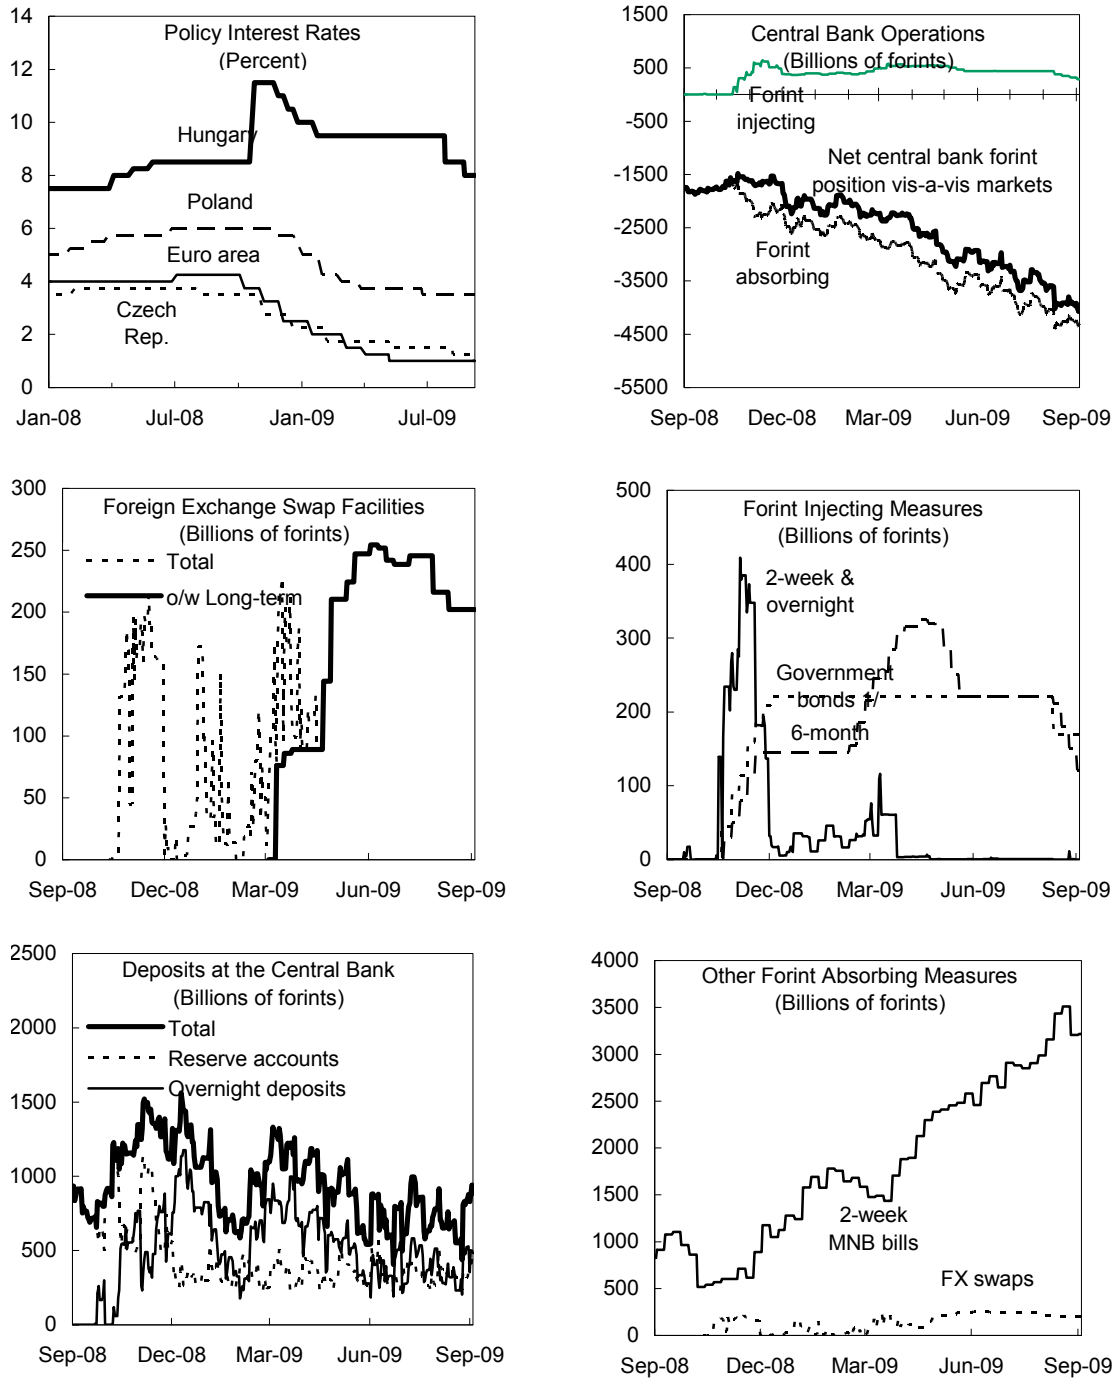 Policy Interest Rates
(Percent)
14
12
10
8
6
4
2
0
Hungary
Poland
Euro area
Czech
Rep.
Jan-08
Jul-08
Jan-09
Jul-09
Central Bank Operations
(Billions of forints)
1500
500
-500
-1500
-2500
-3500
-4500
-5500
Forint
injecting
Net central bank forint
position vis-a-vis markets
Forint
absorbing
Sep-08
Dec-08
Mar-09
Jun-09
Sep-09
Foreign Exchange Swap Facilities
(Billions of forints)
300
250
200
150
100
50
0
Total
o/w Long-term
Sep-08
Dec-08
Mar-09
Jun-09
Sep-09
Forint Injecting Measures
(Billions of forints)
500
400
300
200
100
0
2-week &
overnight
Government
bonds 1/
6-month
Sep-08
Dec-08
Mar-09
Jun-09
Sep-09
Deposits at the Central Bank
(Billions of forints)
2500
2000
1500
1000
500
0
Total
Reserve accounts
Overnight deposits
Sep-08
Dec-08
Mar-09
Jun-09
Sep-09
Other Forint Absorbing Measures
(Billions of forints)
4000
3500
3000
2500
2000
1500
1000
500
0
2-week
MNB bills
FX swaps
Sep-08
Dec-08
Mar-09
Jun-09
Sep-09